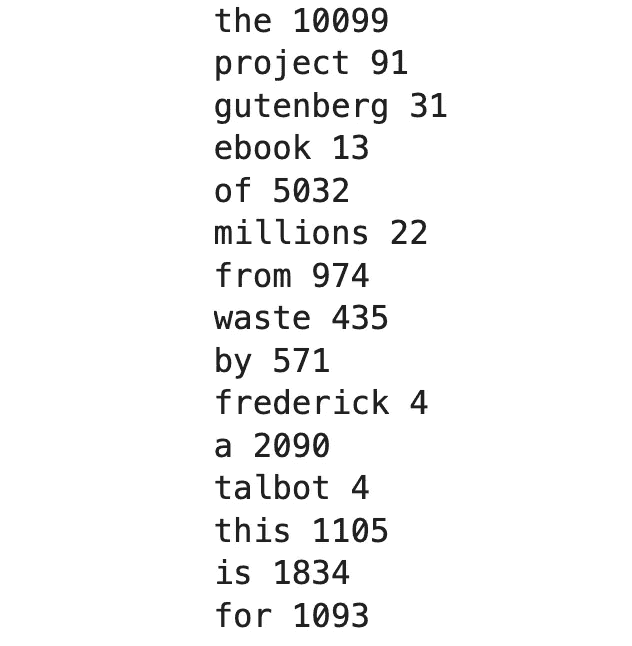 the 10099
project 91
gutenberg 31
ebook 13
of 5032
millions 22
from 974
waste 435
by 571
frederick 4
a 2090
talbot 4
this 1105
is 1834
for 1093